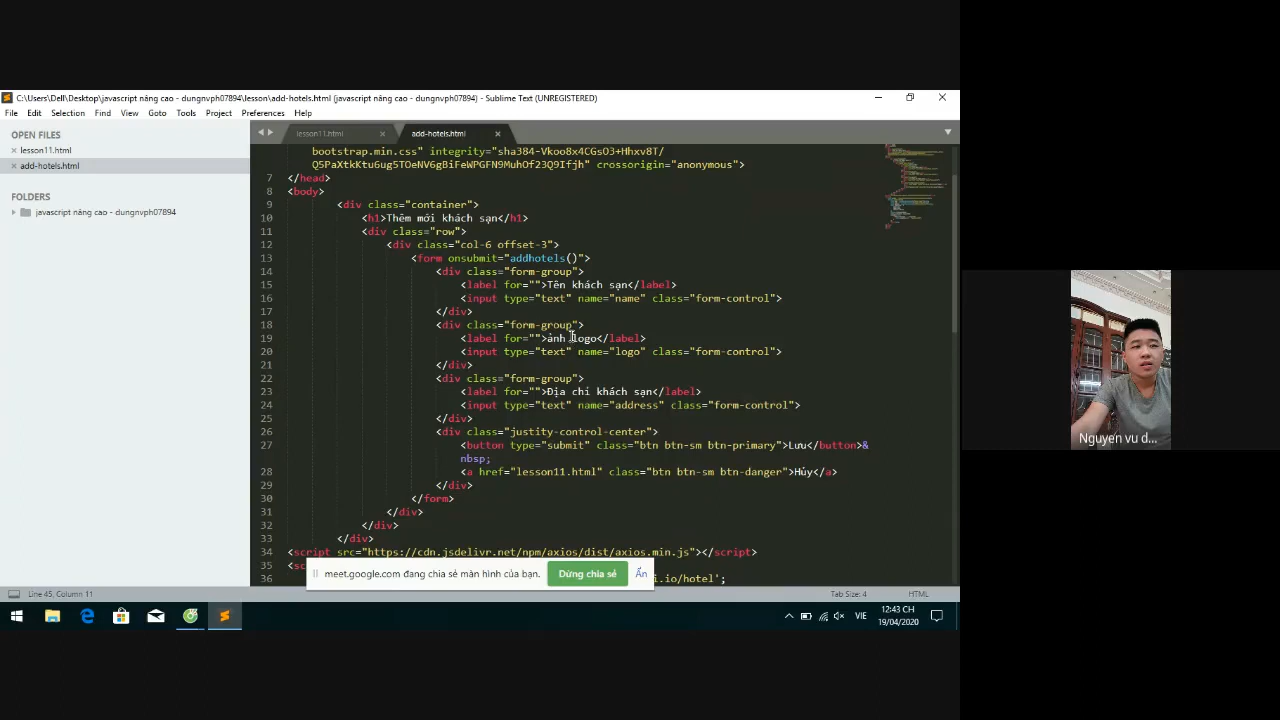 C:\Users\Dell\Desktop\javascript nâng cao - dungnvph07894\lesson\add-hotels.html (javascript nâng cao - dungnvph07894) - Sublime Text (UNREGISTERED)
File Edit Selection Find View Goto Tools Project Preferences Help
OPEN FILES
lesson11.html
add-hotels.html
FOLDERS
javascript nâng cao - dungnvph07894
lesson11.html
add-hotels.html
bootstrap.min.css" integrity="sha384-Vkoo8x4CGsO3+Hhxv8T/
Q5PaXtkKtu6ug5TOeNV6gBiFeWPGFN9MuhOf23Q9Ifjh" crossorigin="anonymous">
7 </head>
8 <body>
9 <div class="container">
10 <h1>Thêm mới khách sạn</h1>
11 <div class="row">
12 <div class="col-6 offset-3">
13 <form onsubmit="addhotels()">
14 <div class="form-group">
15 <label for="">Tên khách sạn</label>
16 <input type="text" name="name" class="form-control">
17 </div>
18 <div class="form-group">
19 <label for="">ảnh logo</label>
20 <input type="text" name="logo" class="form-control">
21 </div>
22 <div class="form-group">
23 <label for="">Địa chỉ khách sạn</label>
24 <input type="text" name="address" class="form-control">
25 </div>
26 <div class="justity-control-center">
27 <button type="submit" class="btn btn-sm btn-primary">Lưu</button>&
nbsp;
28 <a href="lesson11.html" class="btn btn-sm btn-danger">Hủy</a>
29 </div>
30 </form>
31 </div>
32 </div>
33 </div>
34 <script src="https://cdn.jsdelivr.net/npm/axios/dist/axios.min.js"></script>
35 <sc
36 i.io/hotel';
meet.google.com đang chia sẻ màn hình của bạn.
Dừng chia sẻ
Ẩn
Line 45, Column 11
Tab Size: 4
HTML
VIE
12:43 CH
19/04/2020
Nguyen vu d...